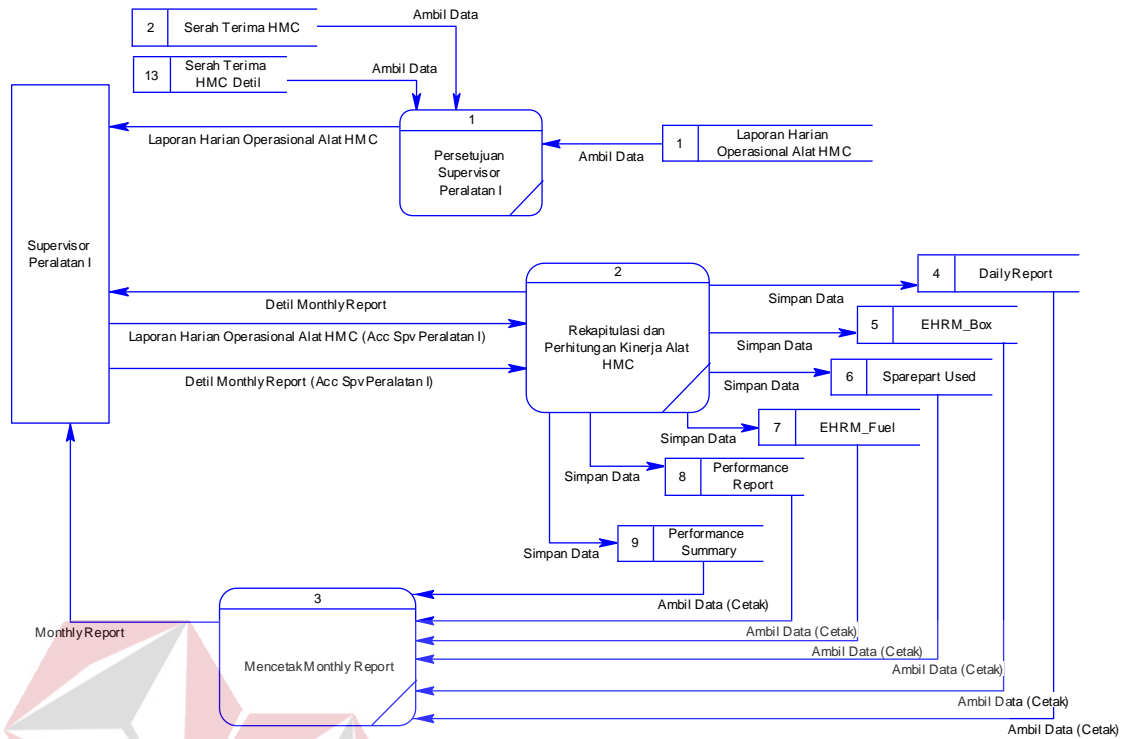 Ambil Data
2
Serah Terima HMC
13
Serah Terima
HMC Detil
Ambil Data
1
Persetujuan
Supervisor
Peralatan I
Laporan Harian Operasional Alat HMC
Ambil Data
1
Laporan Harian
Operasional Alat HMC
Supervisor
Peralatan I
2
Rekapitulasi dan
Perhitungan Kinerja Alat
HMC
Detil Monthly Report
Laporan Harian Operasional Alat HMC (Acc Spv Peralatan I)
Detil Monthly Report (Acc Spv Peralatan I)
4
Daily Report
Simpan Data
5
EHRM_Box
Simpan Data
6
Sparepart Used
Simpan Data
7
EHRM_Fuel
Simpan Data
8
Performance
Report
Simpan Data
9
Performance
Summary
Simpan Data
3
Mencetak Monthly Report
Monthly Report
Ambil Data (Cetak)
Ambil Data (Cetak)
Ambil Data (Cetak)
Ambil Data (Cetak)
Ambil Data (Cetak)
Ambil Data (Cetak)